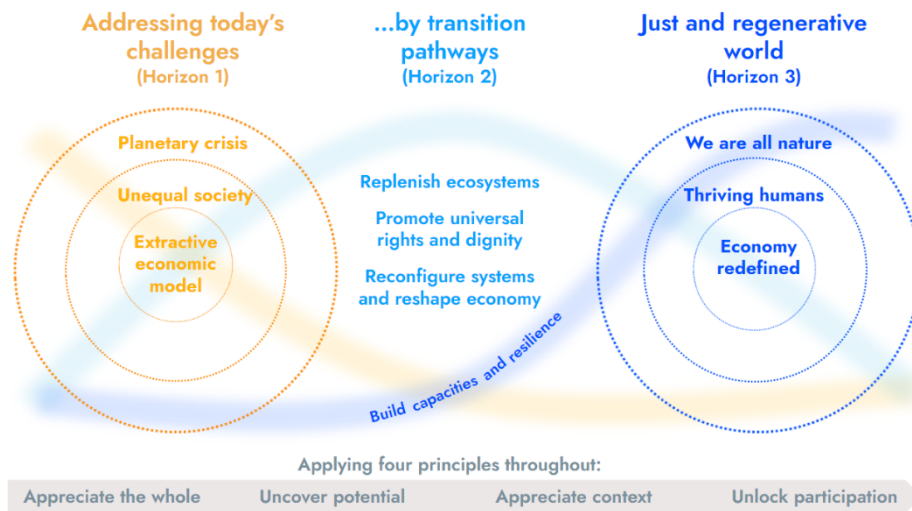 Addressing today's
challenges
(Horizon 1)
...by transition
pathways
(Horizon 2)
Just and regenerative
world
(Horizon 3)
Planetary crisis
Unequal society
Extractive
economic
model
Replenish ecosystems
Promote universal
rights and dignity
Reconfigure systems
and reshape economy
Build capacities and resilience
We are all nature
Thriving humans
Economy
redefined
Applying four principles throughout:
Appreciate the whole
Uncover potential
Appreciate context
Unlock participation